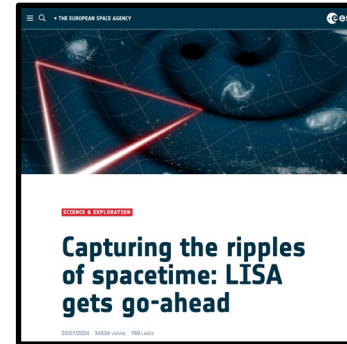 → THE EUROPEAN SPACE AGENCY
SCIENCE & EXPLORATION
Capturing the ripples
of spacetime: LISA
gets go-ahead
25/01/2024 34534 VIEWS 169 LIKES